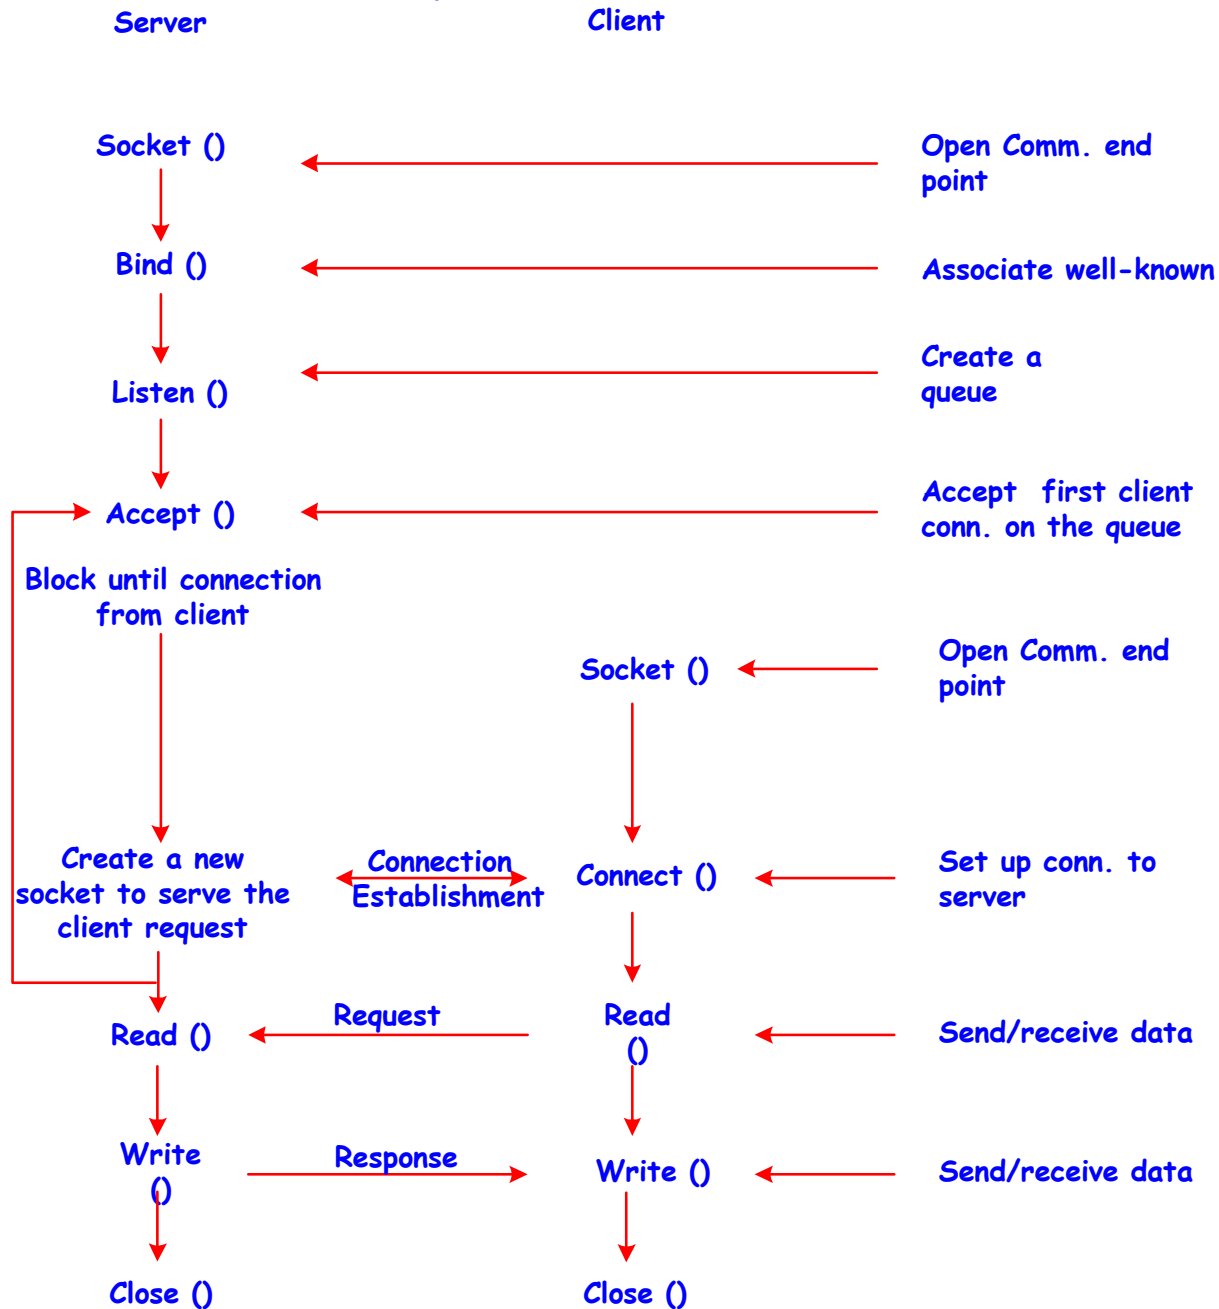 Server
Client
Socket ()
Open Comm. end
point
Bind ()
Associate well-known
Listen ()
Create a
queue
Accept ()
Accept first client
conn. on the queue
Block until connection
from client
Socket ()
Open Comm. end
point
Create a new
socket to serve the
client request
Connection
Establishment
Connect ()
Set up conn. to
server
Read ()
Request
Read
()
Send/receive data
Write
()
Response
Write ()
Send/receive data
Close ()
Close ()